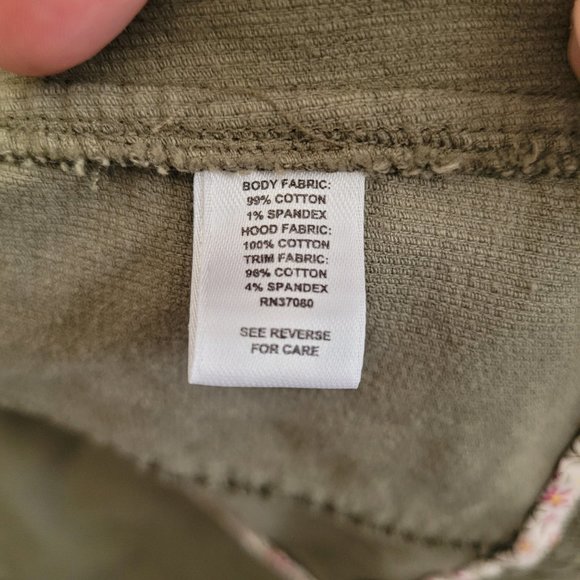 BODY FABRIC:
99% COTTON
1% SPANDEX
HOOD FABRIC:
100% COTTON
TRIM FABRIC:
96% COTTON
4% SPANDEX
RN37080
SEE REVERSE
FOR CARE